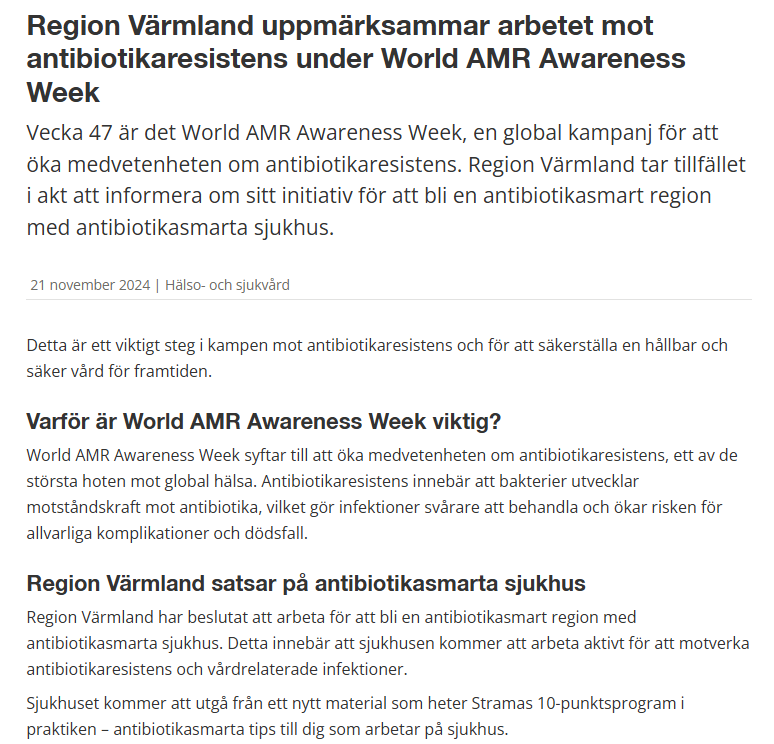 Region Värmland uppmärksammar arbetet mot
antibiotikaresistens under World AMR Awareness
Week
Vecka 47 är det World AMR Awareness Week, en global kampanj för att
öka medvetenheten om antibiotikaresistens. Region Värmland tar tillfället
i akt att informera om sitt initiativ för att bli en antibiotikasmart region
med antibiotikasmarta sjukhus.
21 november 2024 | Hälso- och sjukvård
Detta är ett viktigt steg i kampen mot antibiotikaresistens och för att säkerställa en hållbar och
säker vård för framtiden.
Varför är World AMR Awareness Week viktig?
World AMR Awareness Week syftar till att öka medvetenheten om antibiotikaresistens, ett av de
största hoten mot global hälsa. Antibiotikaresistens innebär att bakterier utvecklar
motståndskraft mot antibiotika, vilket gör infektioner svårare att behandla och ökar risken för
allvarliga komplikationer och dödsfall.
Region Värmland satsar på antibiotikasmarta sjukhus
Region Värmland har beslutat att arbeta för att bli en antibiotikasmart region med
antibiotikasmarta sjukhus. Detta innebär att sjukhusen kommer att arbeta aktivt för att motverka
antibiotikaresistens och vårdrelaterade infektioner.
Sjukhuset kommer att utgå från ett nytt material som heter Stramas 10-punktsprogram i
praktiken – antibiotikasmarta tips till dig som arbetar på sjukhus.